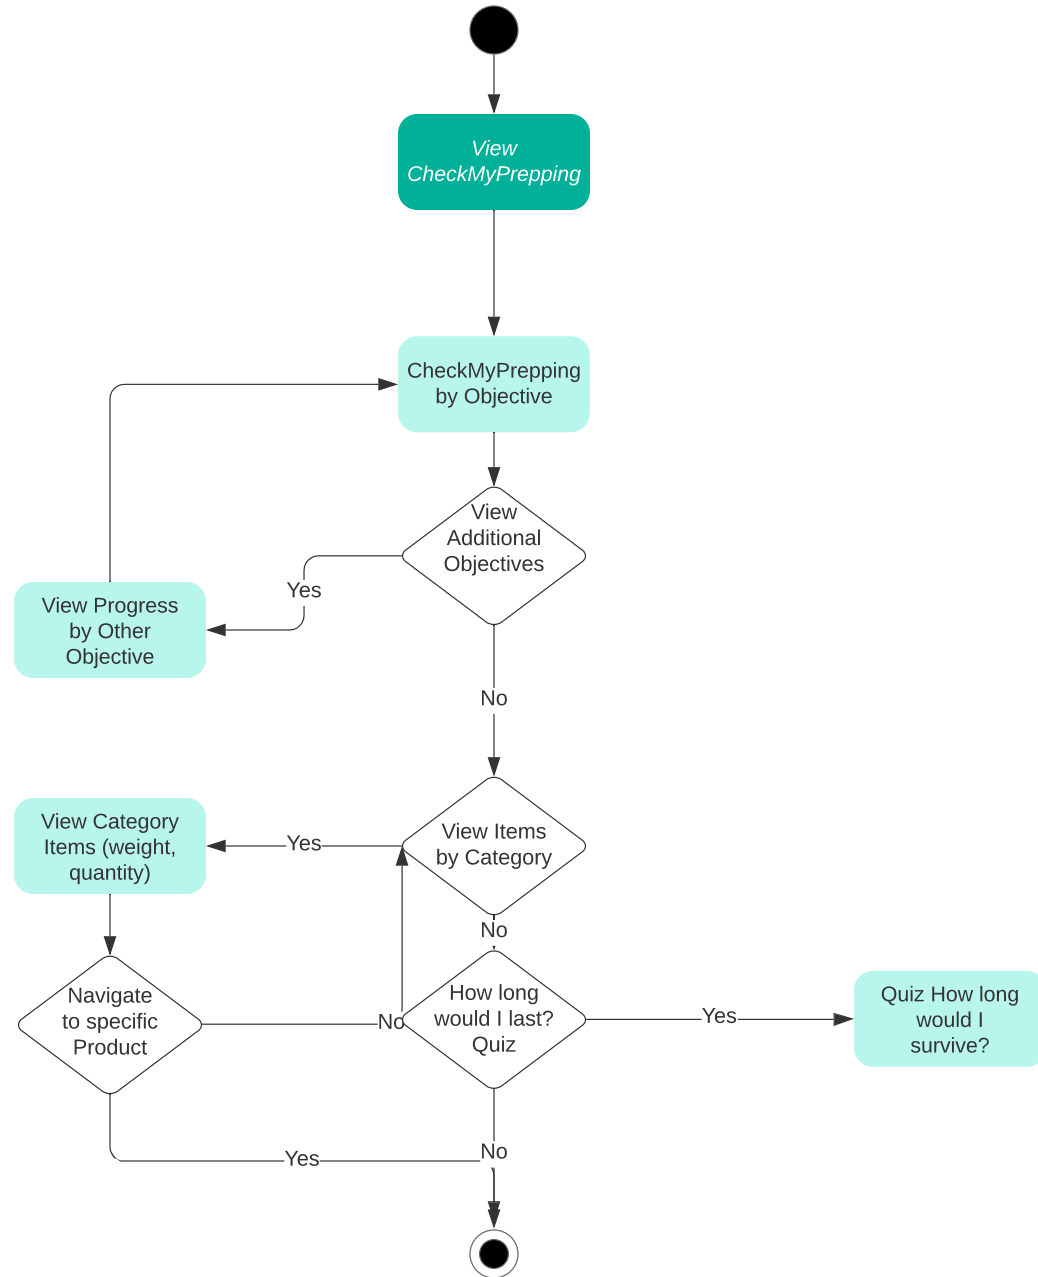 View
CheckMyPrepping
CheckMyPrepping
by Objective
View
Additional
Objectives
Yes
View Progress
by Other
Objective
No
View Category
Items (weight,
quantity)
Yes
View Items
by Category
No
Navigate
to specific
Product
No
How long
would I last?
Quiz
Yes
Quiz How long
would I
survive?
Yes
No